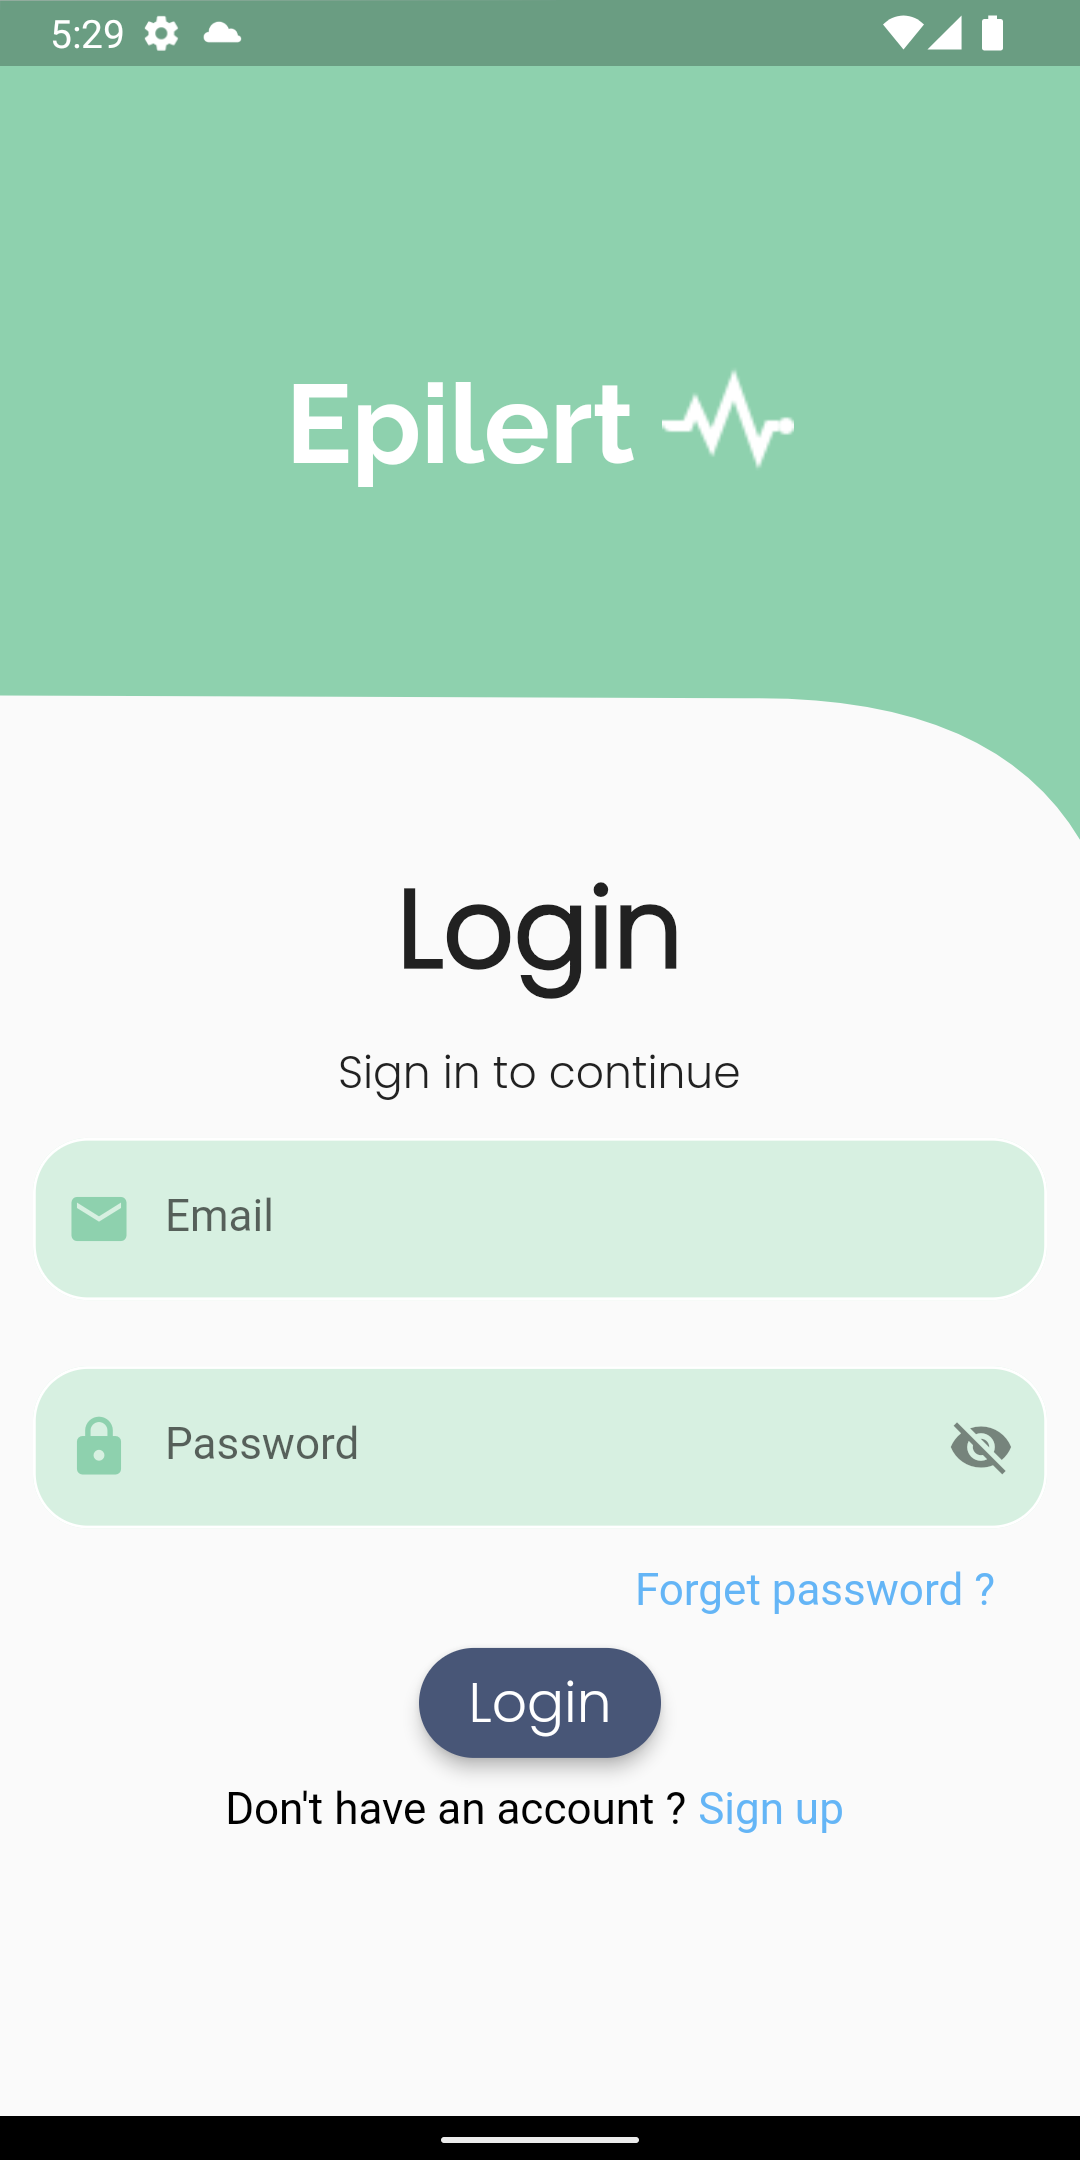 5:29
Epilert
Login
Sign in to continue
Email
Password
Forget password ?
Login
Don't have an account ? Sign up